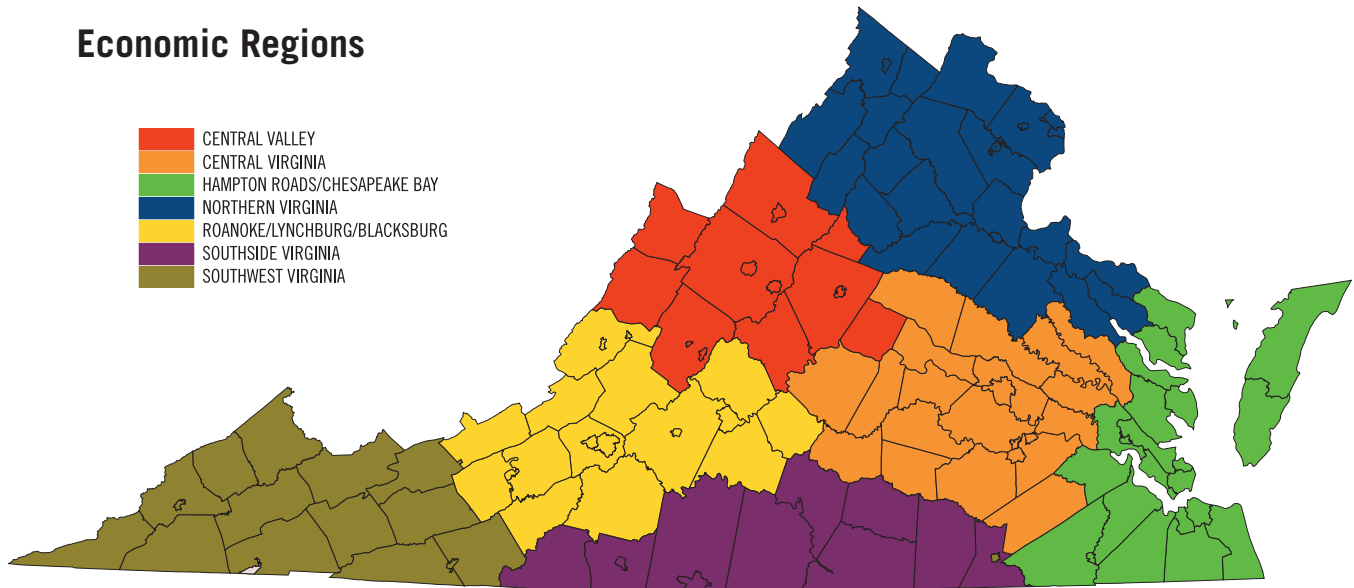 Economic Regions
CENTRAL VALLEY
CENTRAL VIRGINIA
HAMPTON ROADS/CHESAPEAKE BAY
NORTHERN VIRGINIA
ROANOKE/LYNCHBURG/BLACKSBURG
SOUTHSIDE VIRGINIA
SOUTHWEST VIRGINIA